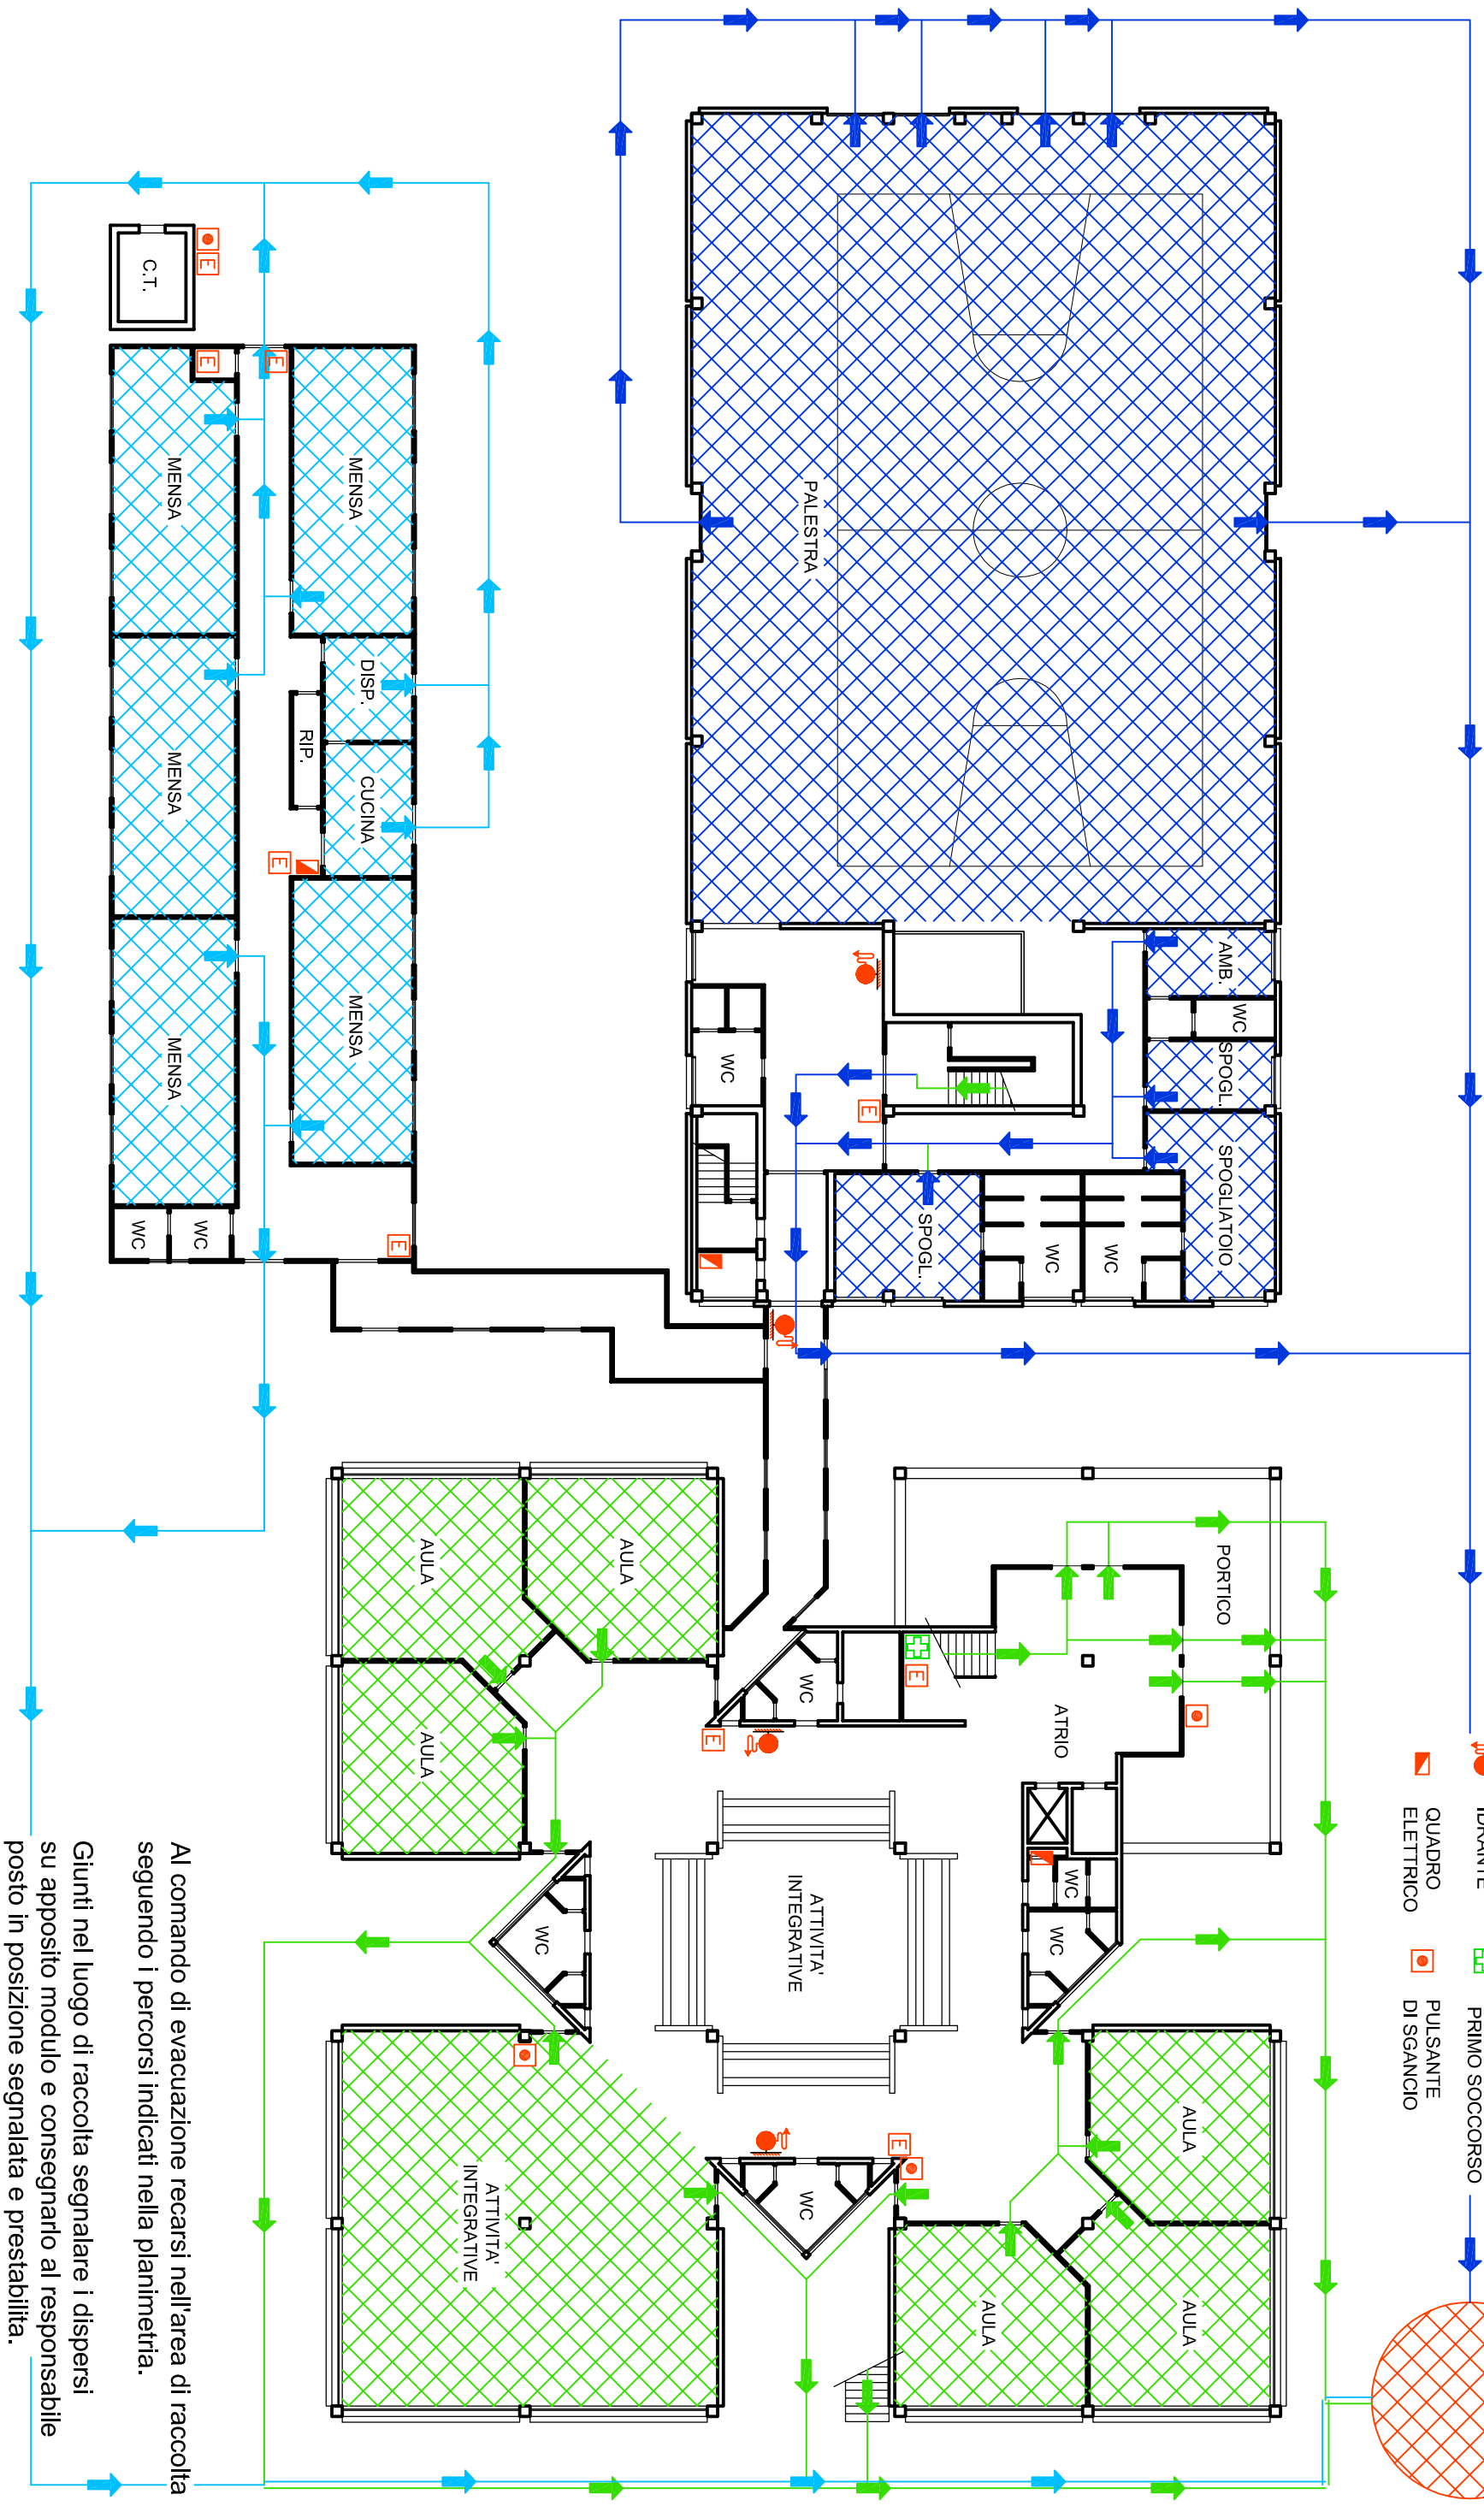 IDRANTE
PRIMO SOCCORSO
QUADRO
ELETTRICO
PULSANTE
DI SGANCIO
PORTICO
AMB.
WC
SPOGL.
SPOGLIATOIO
AULA
AULA
WC
WC
ATRIO
WC
WC
AULA
PALESTRA
SPOGL.
E
E
WC
ATTIVITA'
INTEGRATIVE
E
WC
WC
E
AULA
WC
ATTIVITA'
INTEGRATIVE
AULA
AULA
E
MENSA
DISP.
CUCINA
MENSA
RIP.
E
E
E
E
C.T.
MENSA
MENSA
MENSA
WC
WC
Al comando di evacuazione recarsi nell'area di raccolta
seguendo i percorsi indicati nella planimetria.
Giunti nel luogo di raccolta segnalare i dispersi
su apposito modulo e consegnarlo al responsabile
posto in posizione segnalata e prestabilita.